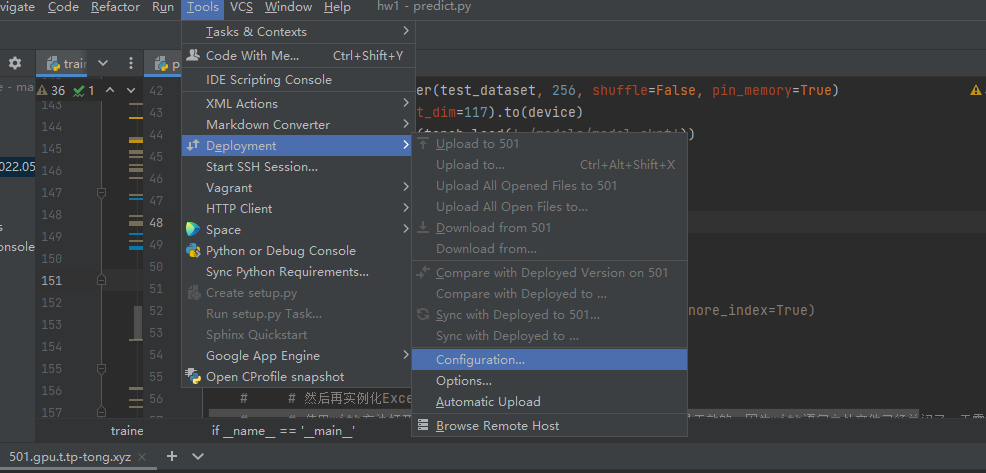 vigate Code Refactor Run Tools VCS Window Help hw1 - predict.py
Tasks & Contexts
Code With Me... Ctrl+Shift+Y
IDE Scripting Console
XML Actions
Markdown Converter
Deployment
Start SSH Session...
Vagrant
HTTP Client
Space
Python or Debug Console
Sync Python Requirements...
Create setup.py
Run setup.py Task...
Sphinx Quickstart
Google App Engine
Open CProfile snapshot
Upload to 501
Upload to... Ctrl+Alt+Shift+X
Upload All Opened Files to 501
Upload All Open Files to...
Download from 501
Download from...
Compare with Deployed Version on 501
Compare with Deployed to ...
Sync with Deployed to 501...
Sync with Deployed to ...
Configuration...
Options...
Automatic Upload
Browse Remote Host
train
p
e - ma
36 1
2022.05
s
onsole
143
144
145
146
147
148
149
150
151
152
153
154
155
156
157
42
43
44
45
46
47
48
49
50
51
52
53
54
55
56
er(test_dataset, 256, shuffle=False, pin_memory=True)
t_dim=117).to(device)
nore_index=True)
# # 然后再实例化Exce
traine
if __name__ == '__main__'
501.gpu.t.tp-tong.xyz